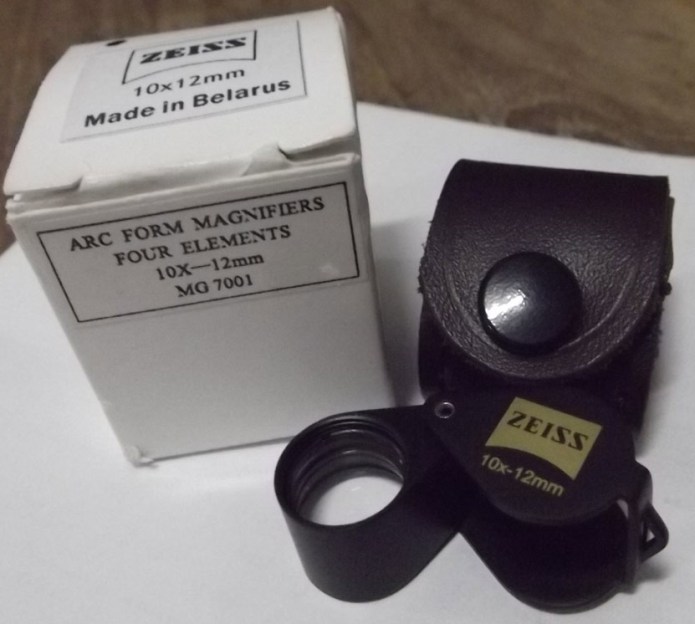 ZEISS
10x12mm
Made in Belarus
ARC FORM MAGNIFIERS
FOUR ELEMENTS
10X—12mm
MG 7001
ZEISS
10x-12mm